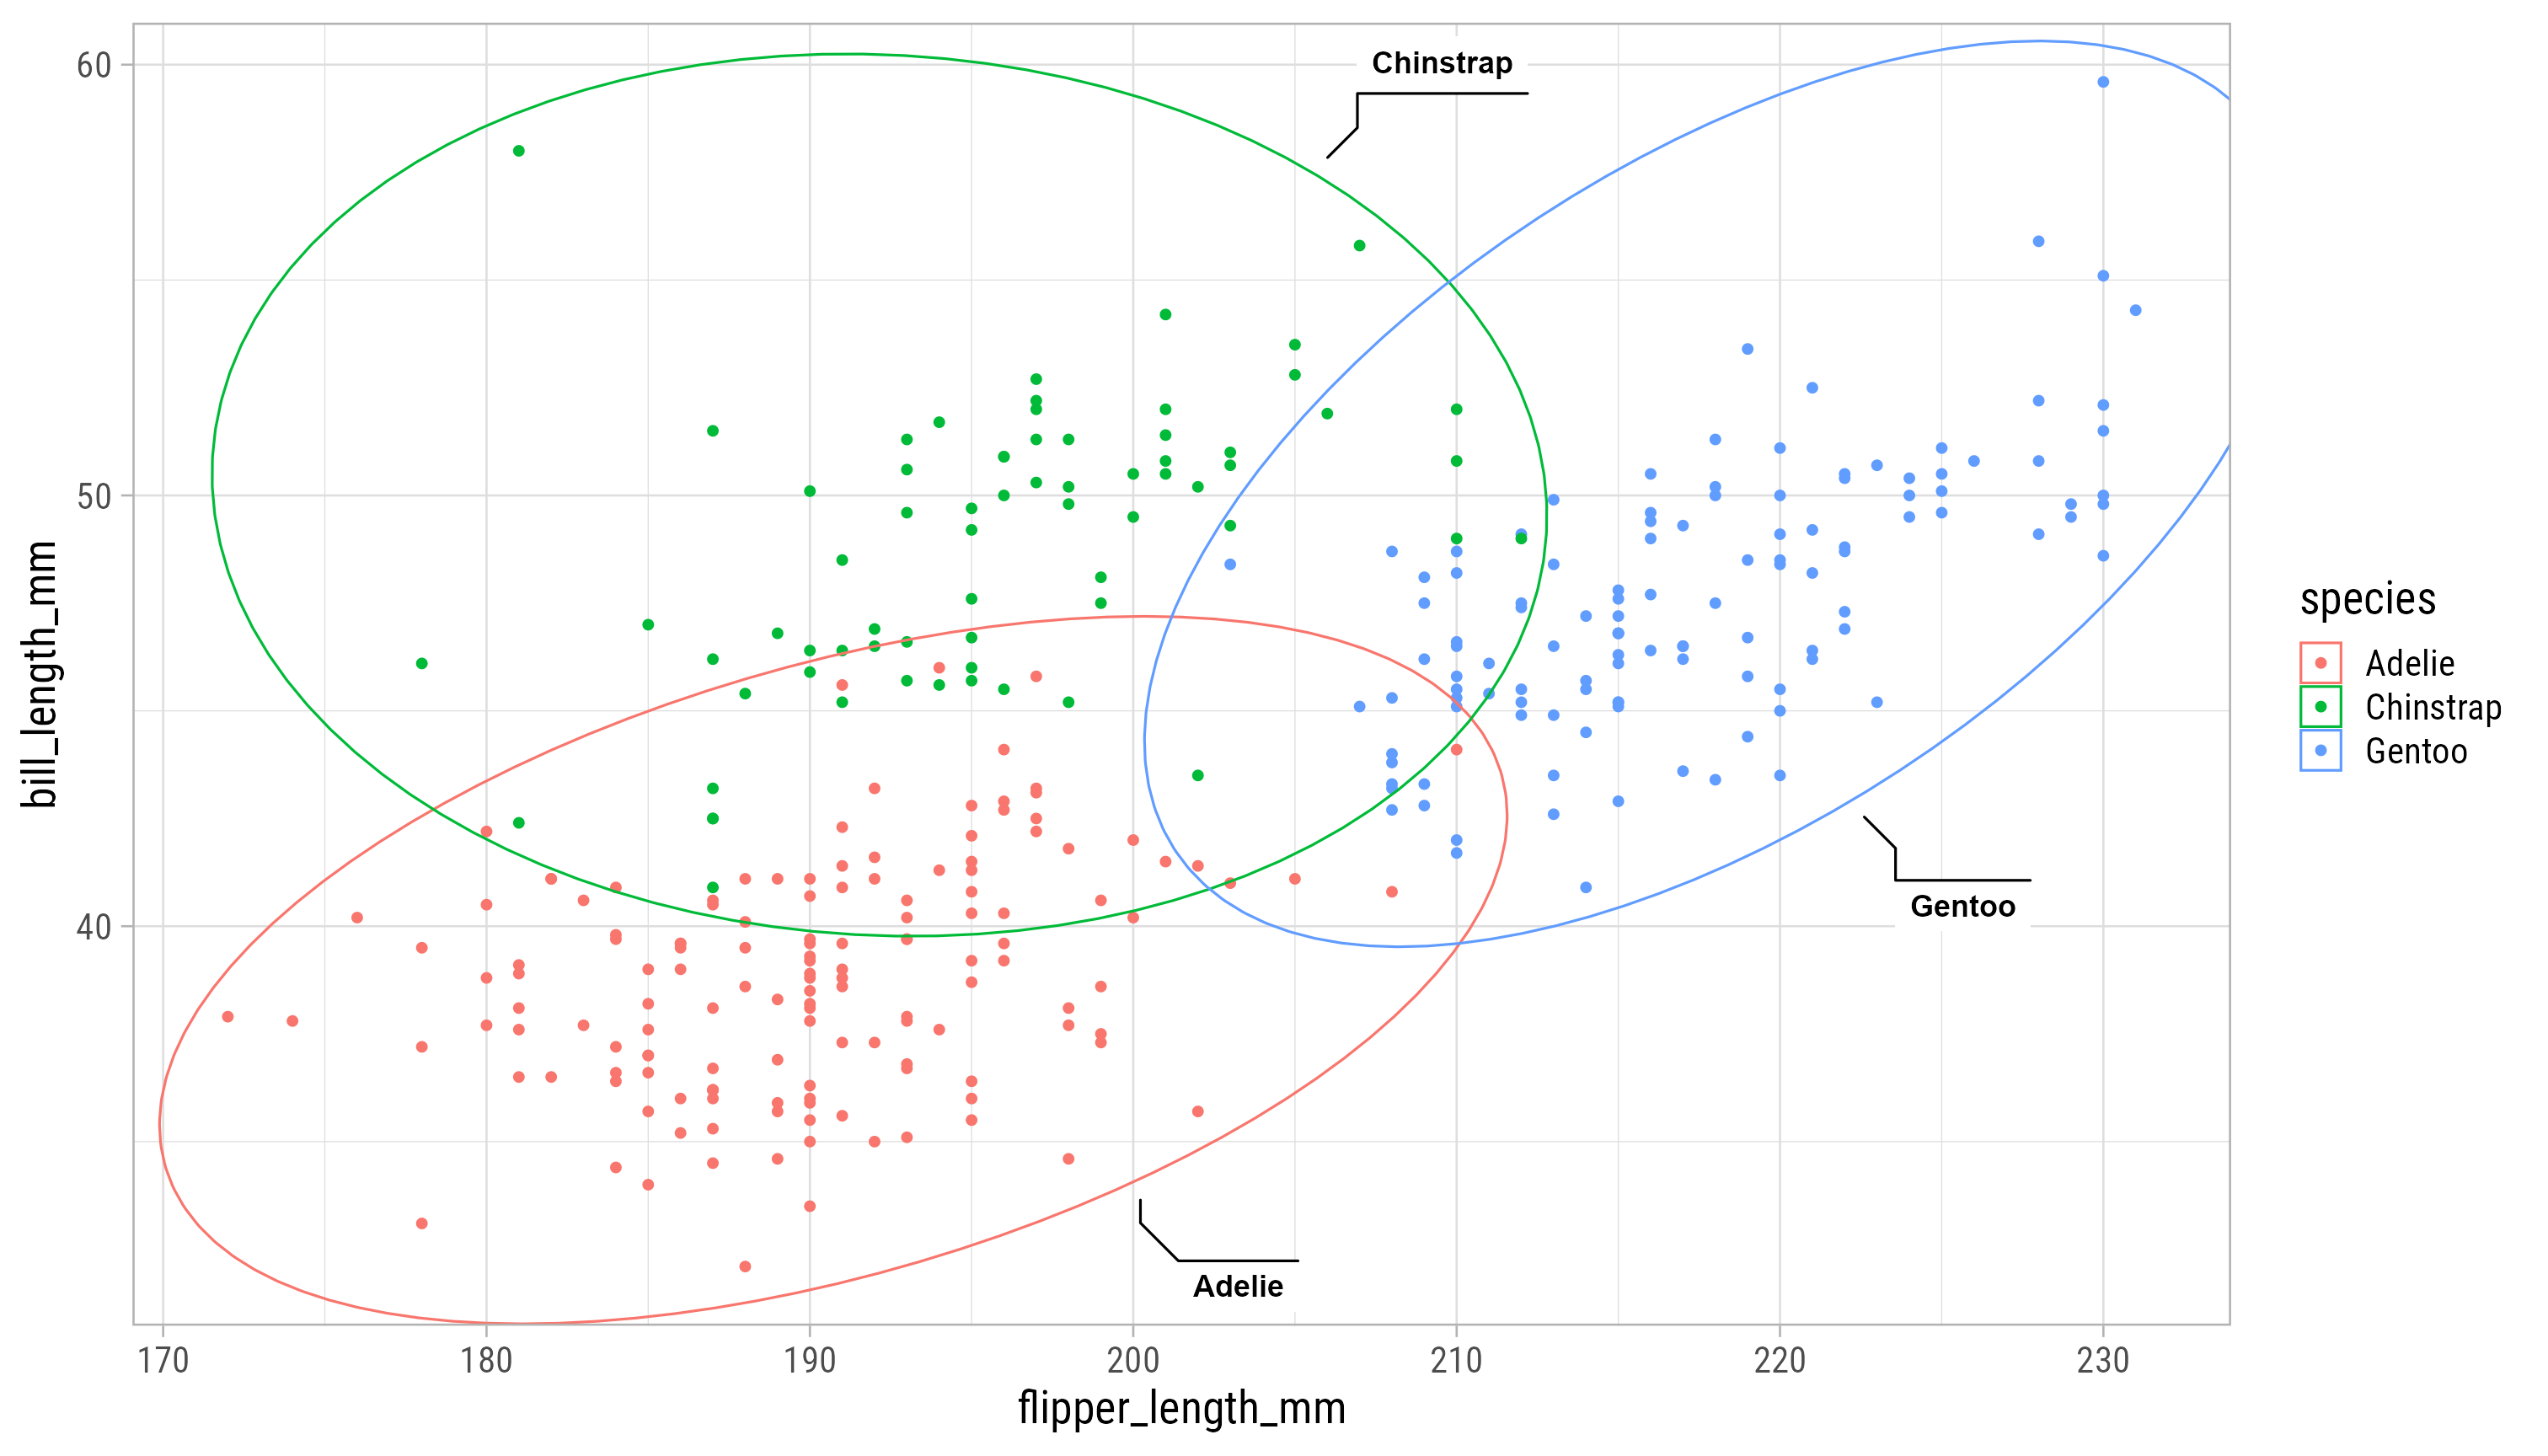 60
50
40
bill_length_mm
170 180 190 200 210 220 230
flipper_length_mm
Chinstrap
Gentoo
Adelie
species
Adelie
Chinstrap
Gentoo